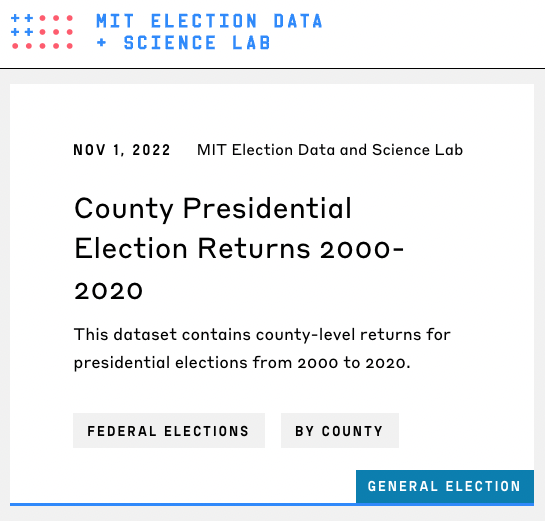 MIT ELECTION DATA
+ SCIENCE LAB
NOV 1, 2022 MIT Election Data and Science Lab
County Presidential
Election Returns 2000-
2020
This dataset contains county-level returns for
presidential elections from 2000 to 2020.
FEDERAL ELECTIONS BY COUNTY
GENERAL ELECTION